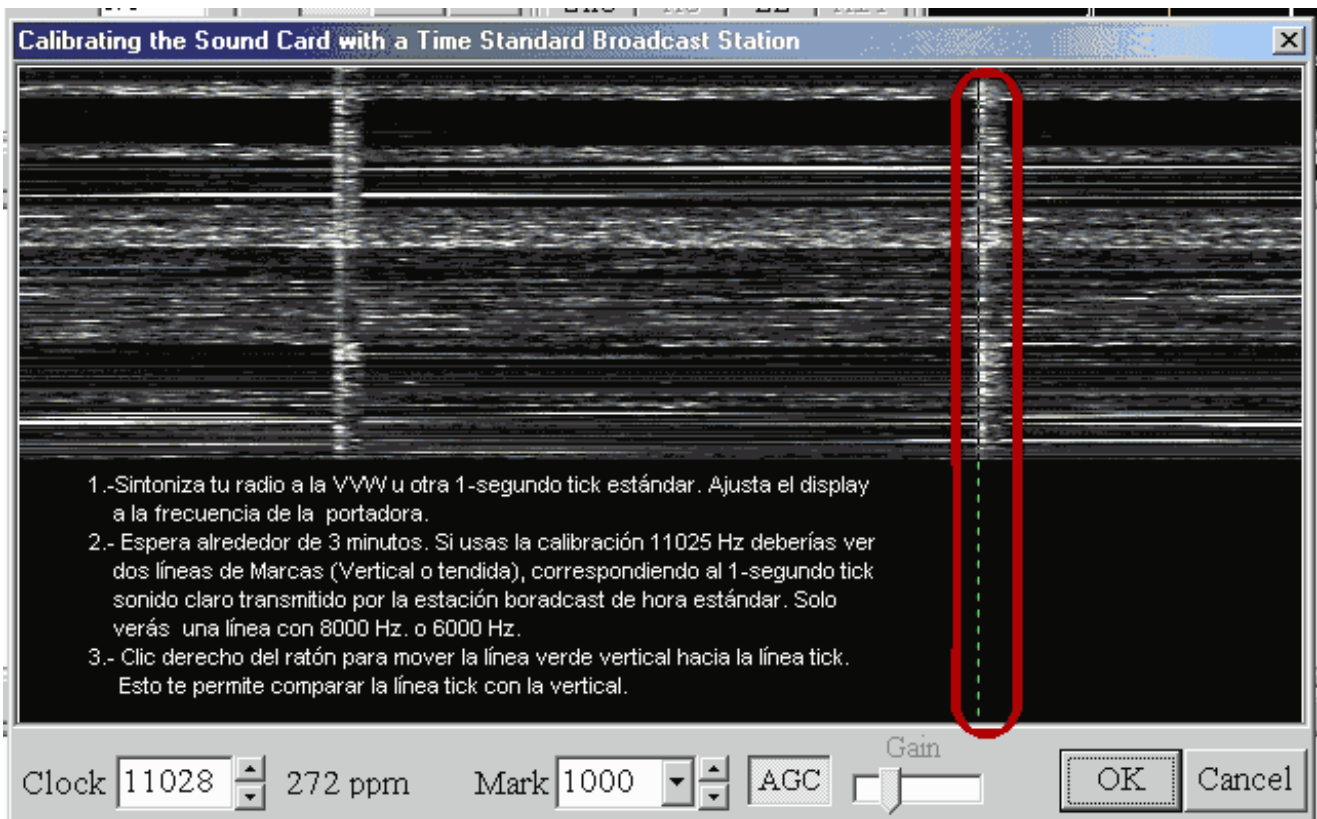 Calibrating the Sound Card with a Time Standard Broadcast Station
1.-Sintoniza tu radio a la VVW u otra 1-segundo tick estándar. Ajusta el display
a la frecuencia de la portadora.
2.- Espera alrededor de 3 minutos. Si usas la calibración 11025 Hz deberías ver
dos líneas de Marcas (Vertical o tendida), correspondiendo al 1-segundo tick
sonido claro transmitido por la estación boradcast de hora estándar. Solo
verás una línea con 8000 Hz. o 6000 Hz.
3.- Clic derecho del ratón para mover la línea verde vertical hacia la línea tick.
Esto te permite comparar la línea tick con la vertical.
Gain
Clock 11028 272 ppm Mark 1000 AGC OK Cancel